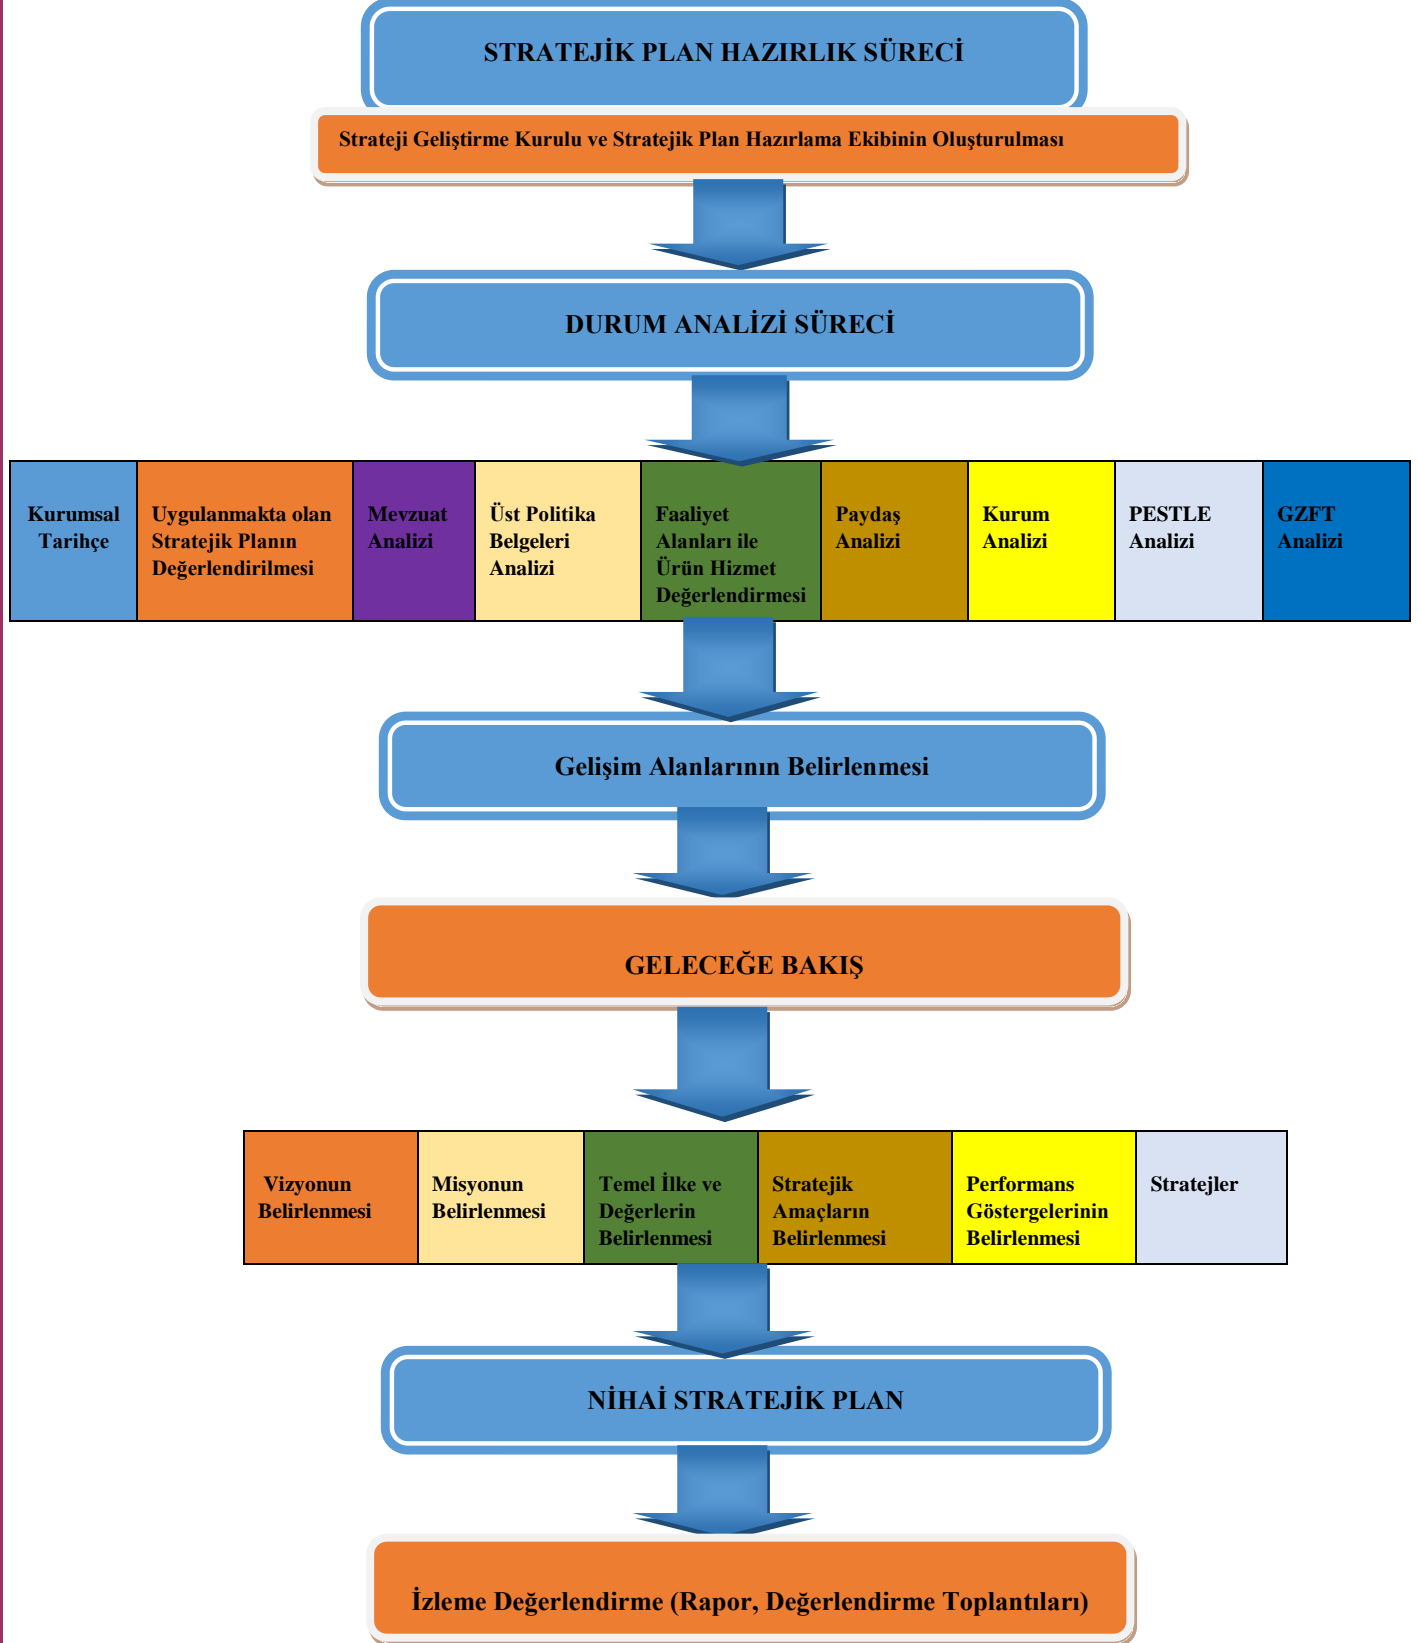 STRATEJİK PLAN HAZIRLIK SÜRECİ
Strateji Geliştirme Kurulu ve Stratejik Plan Hazırlama Ekibinin Oluşturulması
DURUM ANALİZİ SÜRECİ
Kurumsal
Tarihçe
Uygulanmakta olan
Stratejik Planın
Değerlendirilmesi
Mevzuat
Analizi
Üst Politika
Belgeleri
Analizi
Faaliyet
Alanları ile
Ürün Hizmet
Değerlendirmesi
Paydaş
Analizi
Kurum
Analizi
PESTLE
Analizi
GZFT
Analizi
Gelişim Alanlarının Belirlenmesi
GELECEĞE BAKIŞ
Vizyonun
Belirlenmesi
Misyonun
Belirlenmesi
Temel İlke ve
Değerlerin
Belirlenmesi
Stratejik
Amaçların
Belirlenmesi
Performans
Göstergelerinin
Belirlenmesi
Stratejler
NİHAİ STRATEJİK PLAN
İzleme Değerlendirme (Rapor, Değerlendirme Toplantıları)